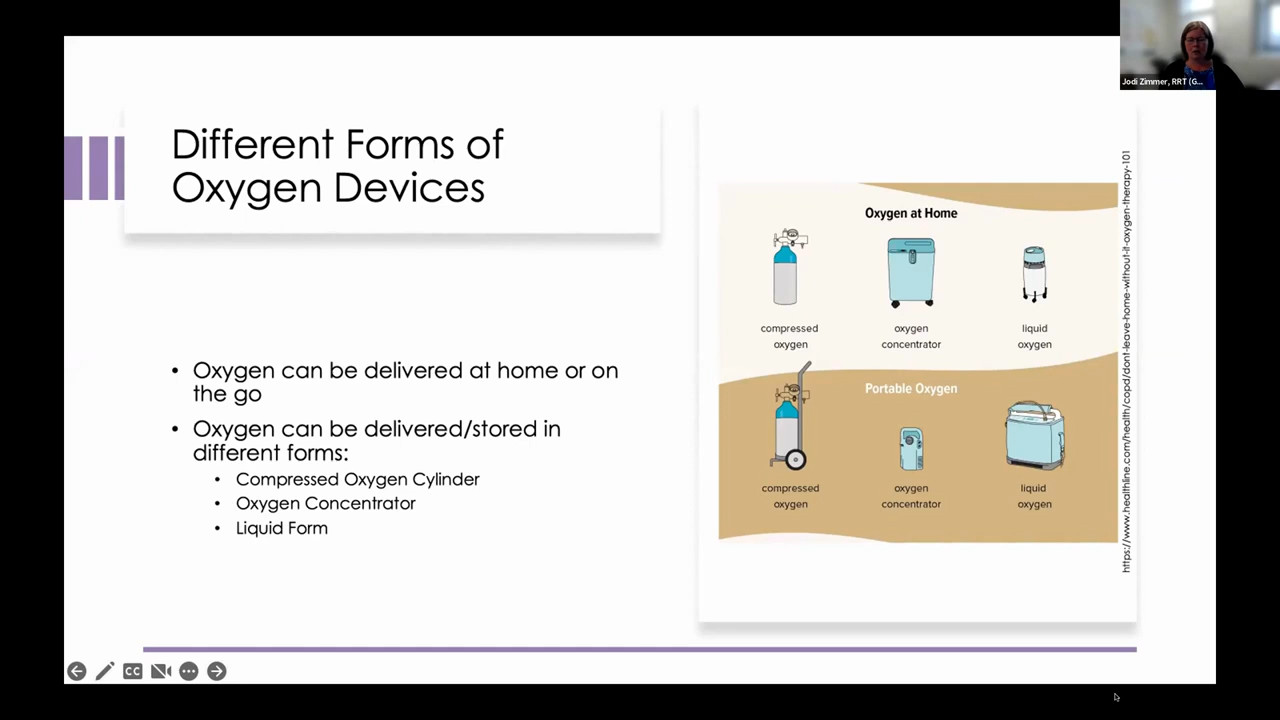 Jodi Zimmer, RRT (G...
Different Forms of
Oxygen Devices
• Oxygen can be delivered at home or on
the go
• Oxygen can be delivered/stored in
different forms:
• Compressed Oxygen Cylinder
• Oxygen Concentrator
• Liquid Form
Oxygen at Home
compressed
oxygen
oxygen
concentrator
liquid
oxygen
Portable Oxygen
compressed
oxygen
oxygen
concentrator
liquid
oxygen
https://www.healthline.com/health/copd/dont-leave-home-without-it-oxygen-therapy-101
CC